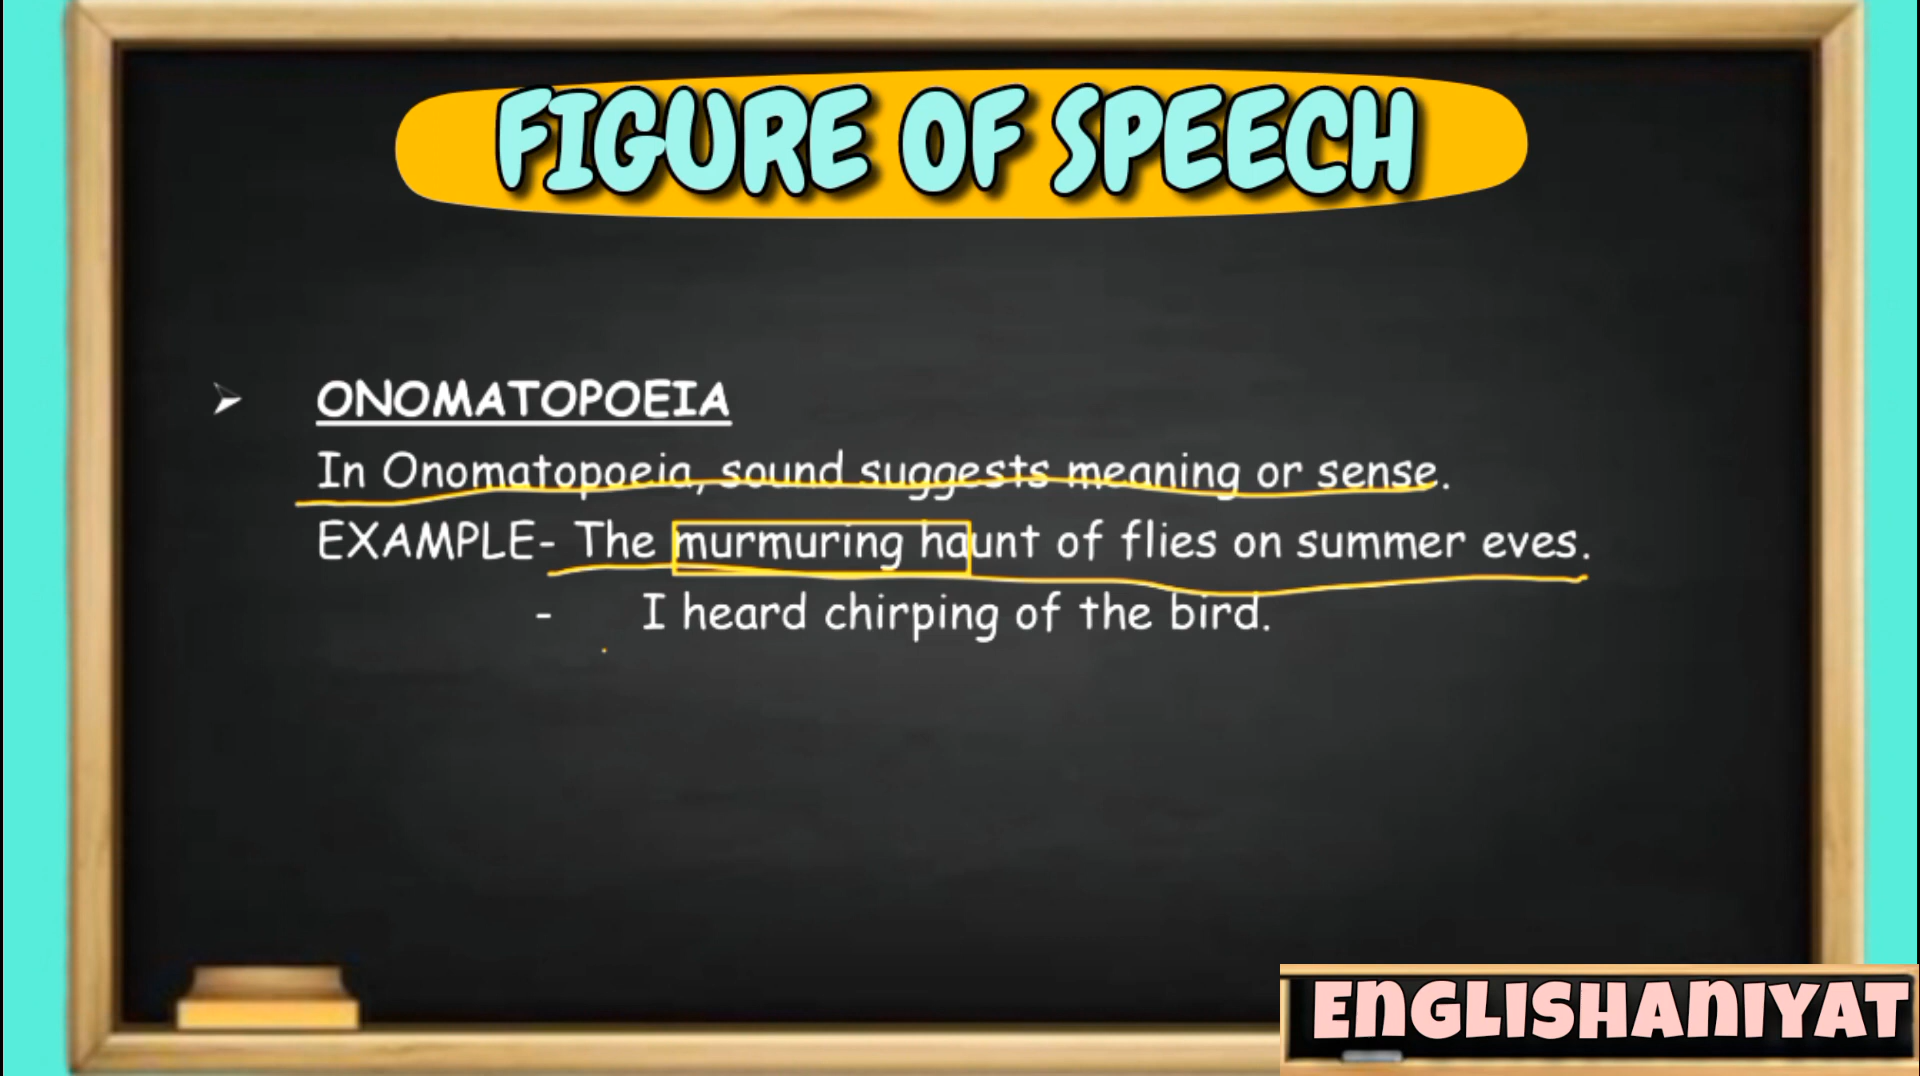 FIGURE OF SPEECH
➤ ONOMATOPOEIA
In Onomatopoeia, sound suggests meaning or sense.
EXAMPLE- The murmuring haunt of flies on summer eves.
- I heard chirping of the bird.
ENGLISHANIYAT